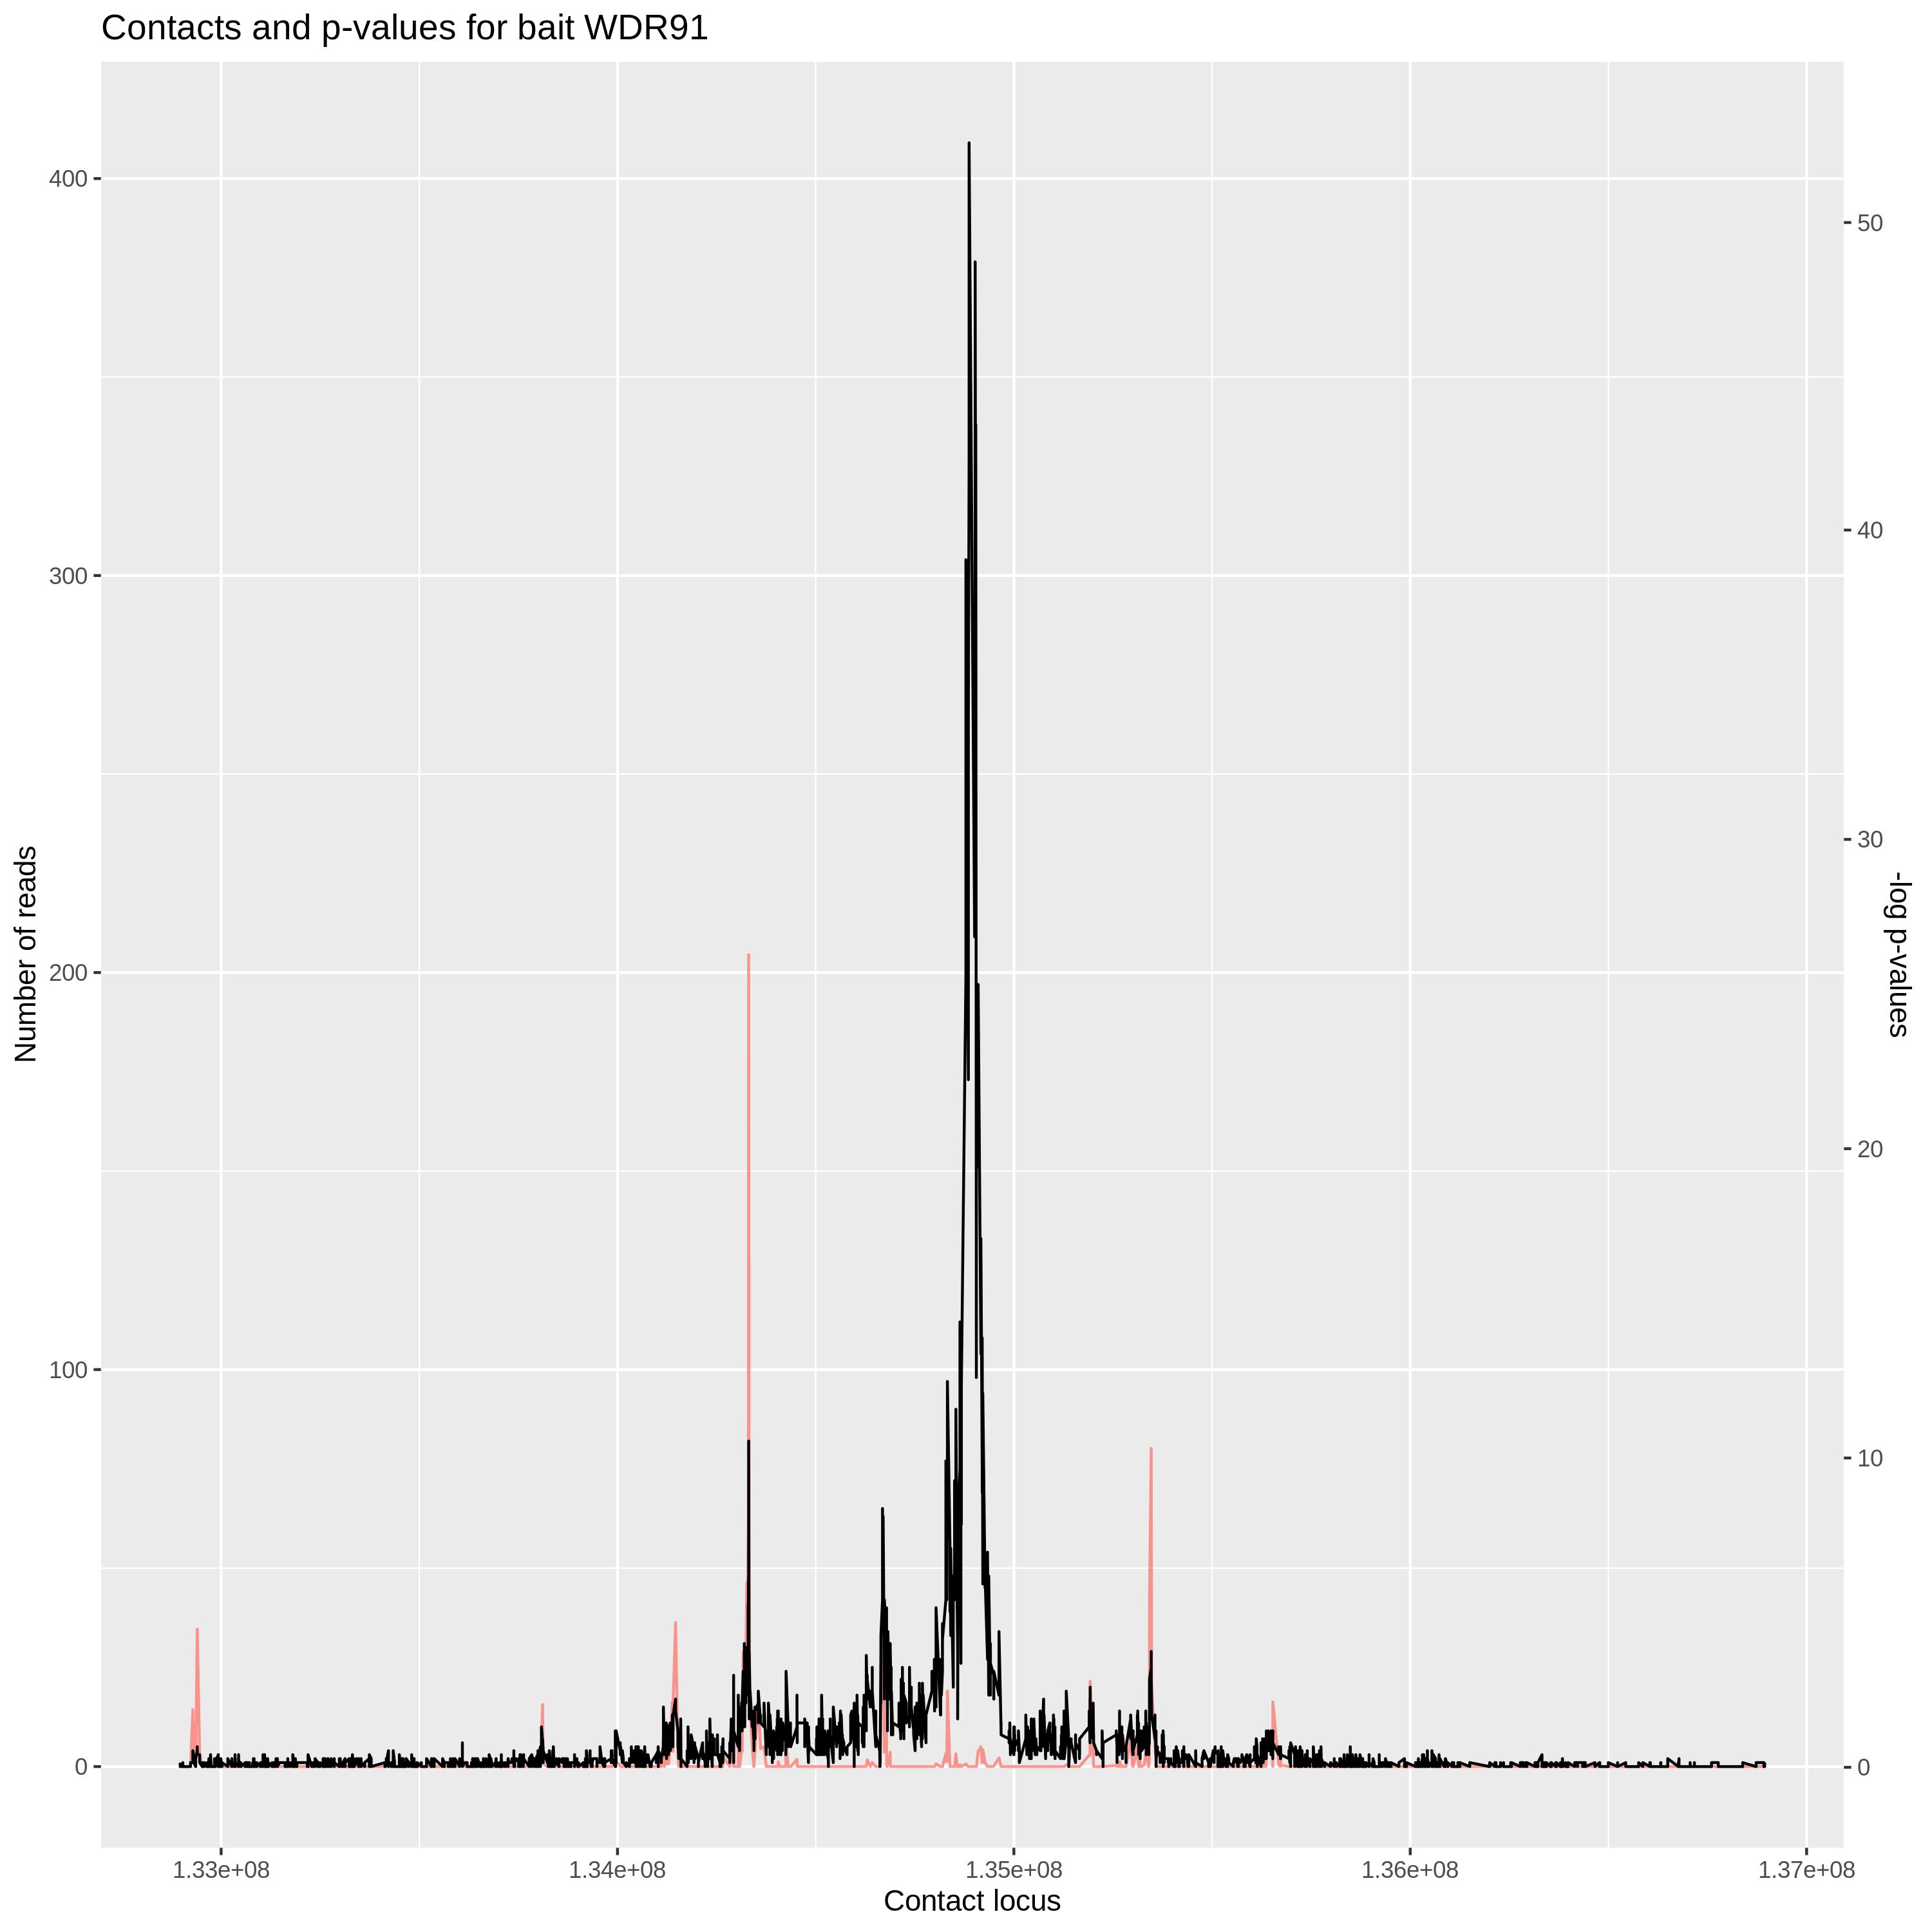 Contacts and p-values for bait WDR91
400
300
200
100
0
Number of reads
50
40
30
20
10
0
-log p-values
1.33e+08
1.34e+08
1.35e+08
1.36e+08
1.37e+08
Contact locus